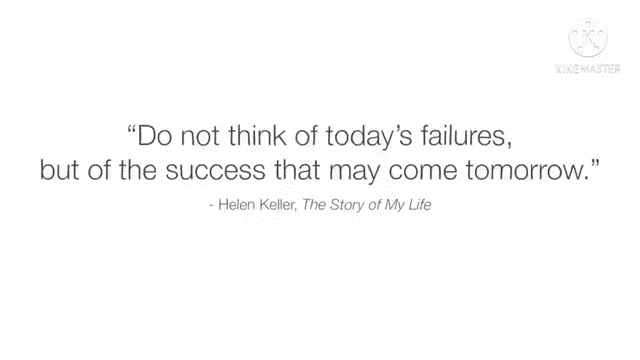 KINEMASTER
“Do not think of today’s failures,
but of the success that may come tomorrow.”
- Helen Keller, The Story of My Life